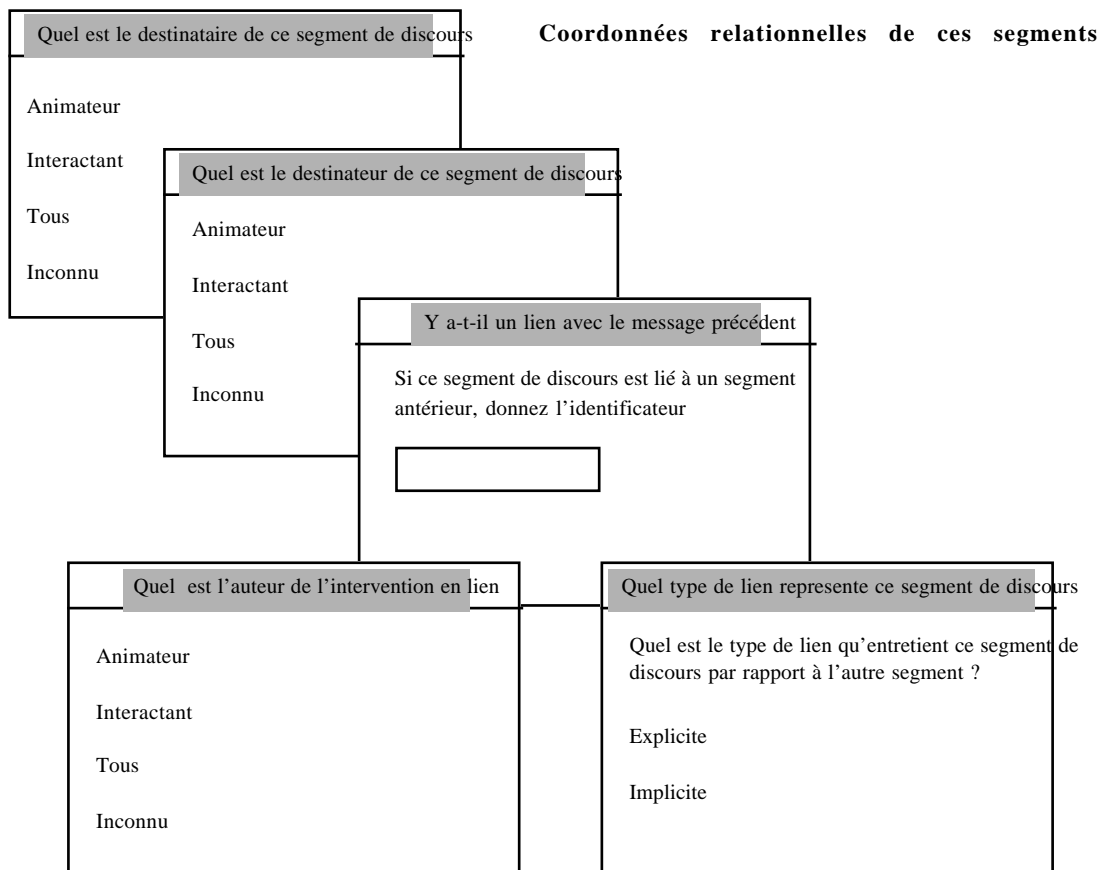 Quel est le destinataire de ce segment de discours
Coordonnées relationnelles de ces segments
Animateur
Interactant
Tous
Inconnu
Quel est le destinateur de ce segment de discours
Animateur
Interactant
Tous
Inconnu
Y a-t-il un lien avec le message précédent
Si ce segment de discours est lié à un segment
antérieur, donnez l’identificateur
Quel est l’auteur de l’intervention en lien
Animateur
Interactant
Tous
Inconnu
Quel type de lien represente ce segment de discours
Quel est le type de lien qu’entretient ce segment de
discours par rapport à l’autre segment ?
Explicite
Implicite